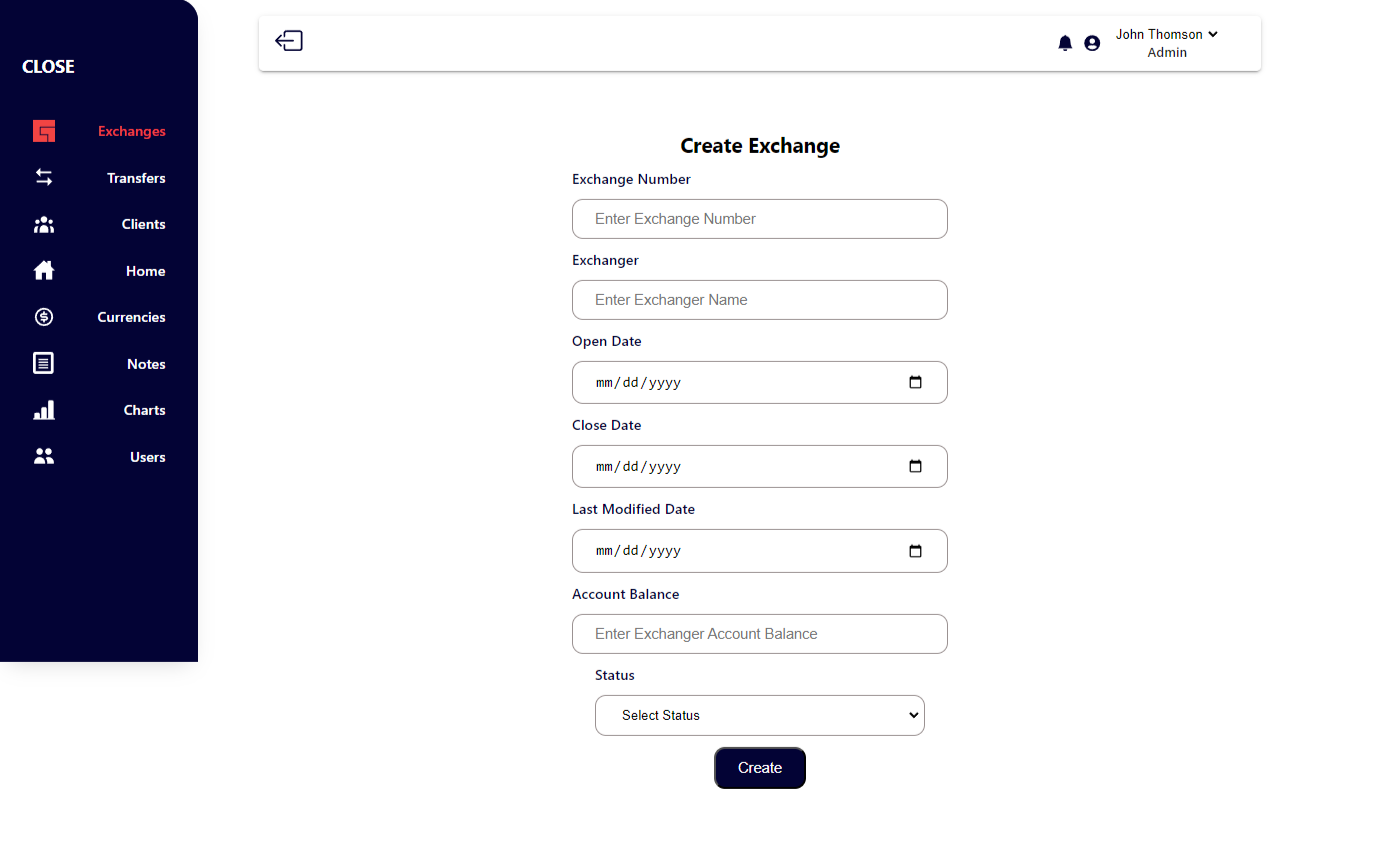 CLOSE
Exchanges
Transfers
Clients
Home
Currencies
Notes
Charts
Users
John Thomson
Admin
Create Exchange
Exchange Number
Enter Exchange Number
Exchanger
Enter Exchanger Name
Open Date
mm/dd/yyyy
Close Date
mm/dd/yyyy
Last Modified Date
mm/dd/yyyy
Account Balance
Enter Exchanger Account Balance
Status
Select Status
Create